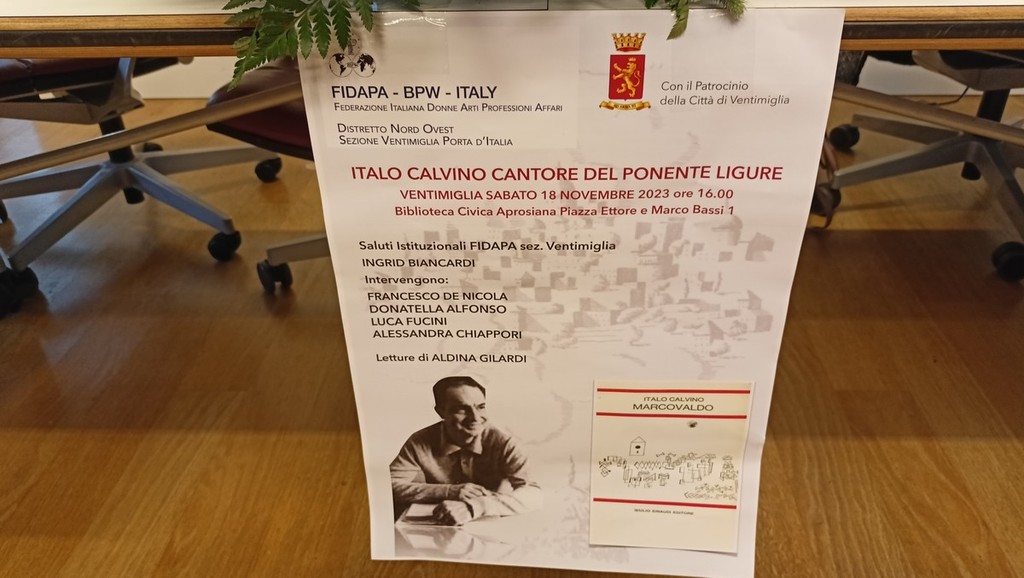 FIDAPA - BPW - ITALY
FEDERAZIONE ITALIANA DONNE ARTI PROFESSIONI AFFARI
DISTRETTO NORD OVEST
SEZIONE VENTIMIGLIA PORTA D'ITALIA
Con il Patrocinio
della Città di Ventimiglia
ITALO CALVINO CANTORE DEL PONENTE LIGURE
VENTIMIGLIA SABATO 18 NOVEMBRE 2023 ore 16.00
Biblioteca Civica Aprosiana Piazza Ettore e Marco Bassi 1
Saluti Istituzionali FIDAPA sez. Ventimiglia
INGRID BIANCARDI
Intervengono:
FRANCESCO DE NICOLA
DONATELLA ALFONSO
LUCA FUCINI
ALESSANDRA CHIAPPORI
Letture di ALDINA GILARDI
ITALO CALVINO
MARCOVALDO
GIULIO EINAUDI EDITORE